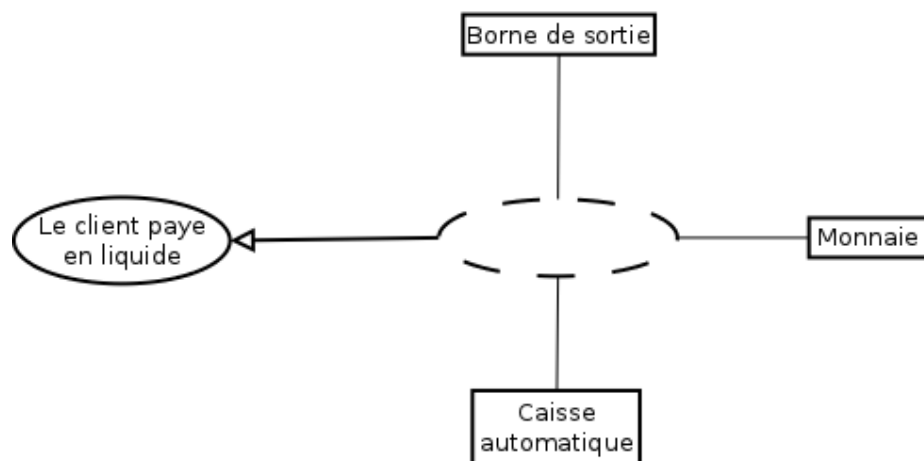 Borne de sortie
Le client paye
en liquide
Monnaie
Caisse
automatique